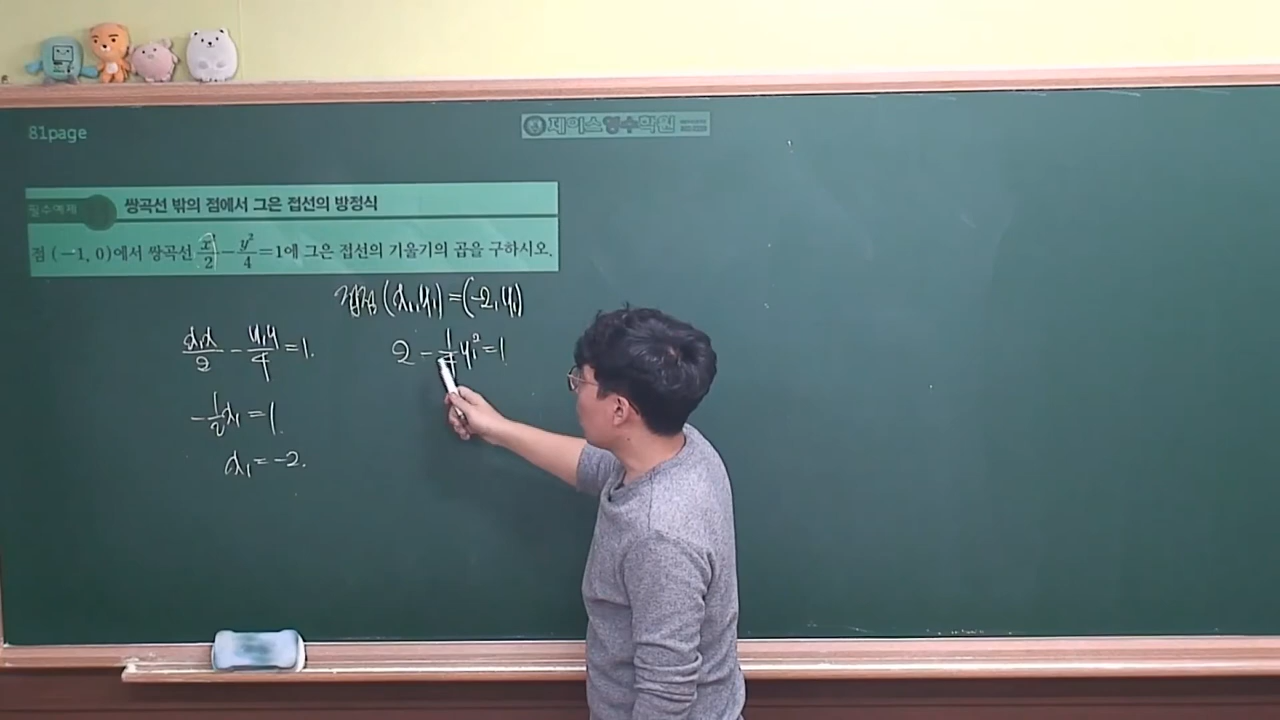 81page
제이스영수학원
필수예제
쌍곡선 밖의 점에서 그은 접선의 방정식
점 (-1, 0)에서 쌍곡선 x²/2 - y²/4 = 1에 그은 접선의 기울기의 곱을 구하시오.
접점 (x₁, y₁) = (-2, y₁)
x₁x/2 - y₁y/4 = 1.
2 - 1/4 y₁² = 1
-1/2 x₁ = 1.
x₁ = -2.